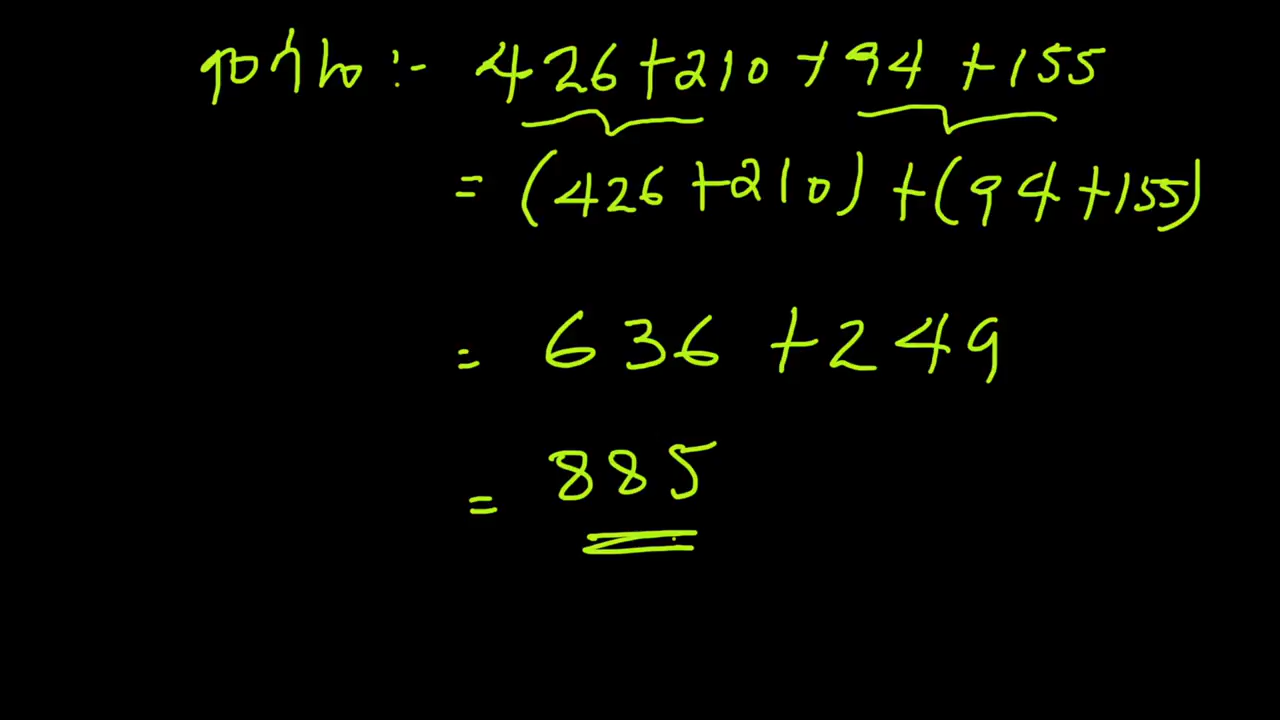 :- 426+210 + 94 + 155
= (426 +210) + (94 +155)
= 636 + 249
= 885